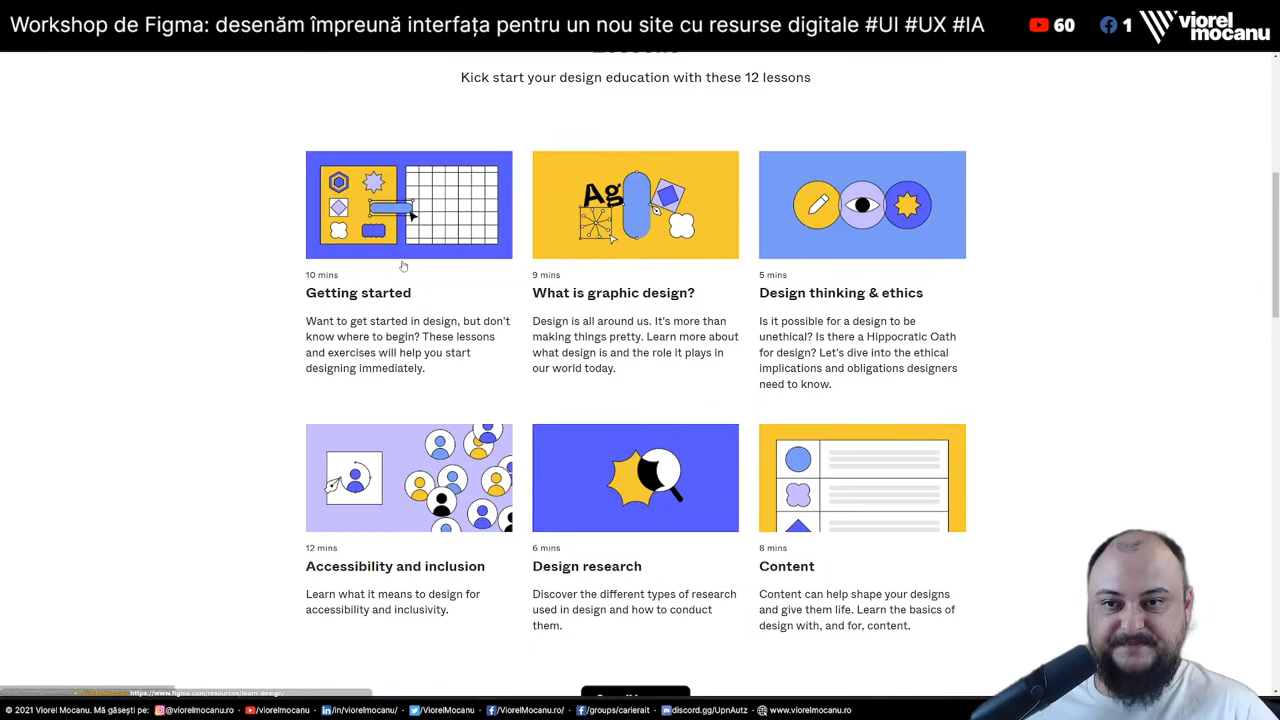 Workshop de Figma: desenăm împreună interfața pentru un nou site cu resurse digitale #UI #UX #IA
60
1
viorel mocanu
Kick start your design education with these 12 lessons
Ag
10 mins
Getting started
Want to get started in design, but don't
know where to begin? These lessons
and exercises will help you start
designing immediately.
9 mins
What is graphic design?
Design is all around us. It's more than
making things pretty. Learn more about
what design is and the role it plays in
our world today.
5 mins
Design thinking & ethics
Is it possible for a design to be
unethical? Is there a Hippocratic Oath
for design? Let's dive into the ethical
implications and obligations designers
need to know.
12 mins
Accessibility and inclusion
Learn what it means to design for
accessibility and inclusivity.
6 mins
Design research
Discover the different types of research
used in design and how to conduct
them.
8 mins
Content
Content can help shape your designs
and give them life. Learn the basics of
design with, and for, content.
https://www.figma.com/resources/learn-design/
© 2021 Viorel Mocanu. Mă găsești pe: @viorelmocanu.ro /viorelmocanu /in/viorelmocanu/ /ViorelMocanu /ViorelMocanu.ro/ /groups/carierait /discord.gg/UpnAutz www.viorelmocanu.ro